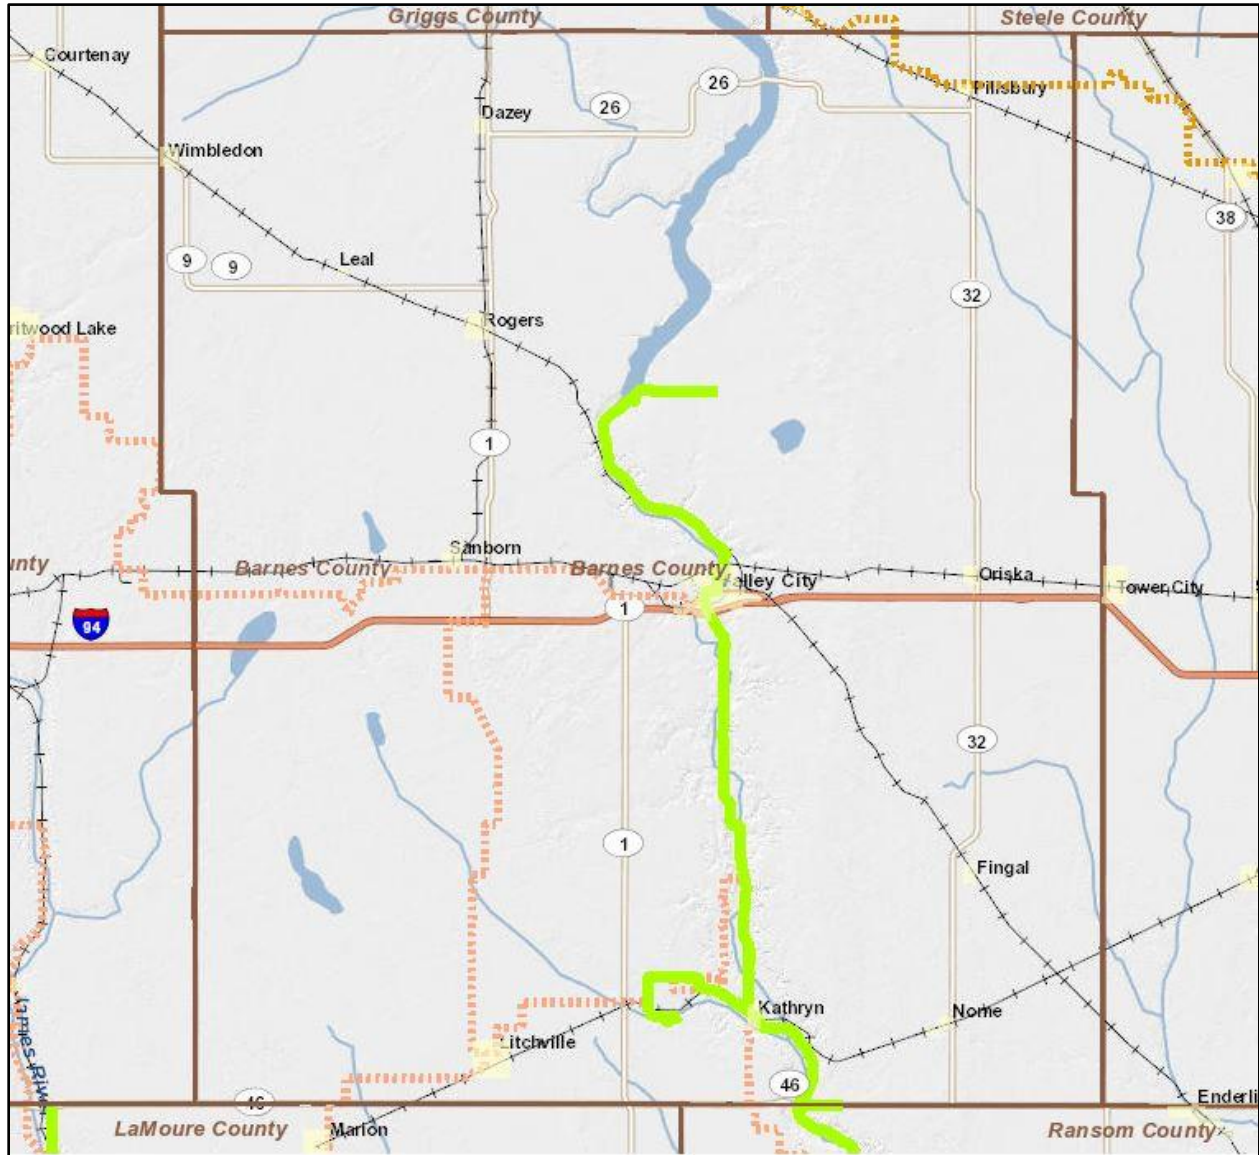 Griggs County
Steele County
Courtenay
Pillsbury
26
26
Dazey
Wimbledon
38
9
9
Leal
32
Rogers
ritwood Lake
1
Sanborn
unty
Barnes County
Barnes County
Oriska
alley City
Tower City
1
94
32
1
Fingal
Kathryn
Nome
James Riv
Litchville
46
46
Enderli
LaMoure County
Marion
Ransom County